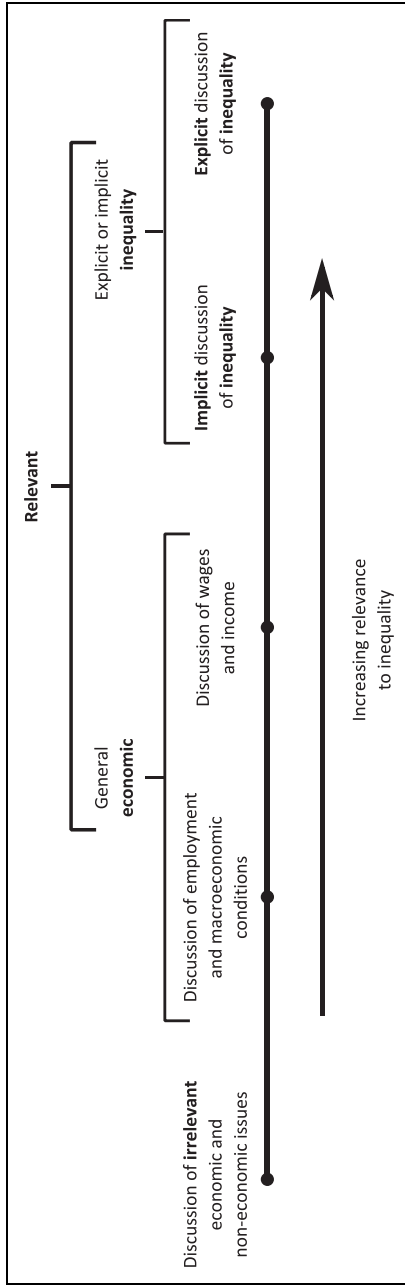 Relevant
General
economic
Explicit or implicit
inequality
Discussion of irrelevant
economic and
non-economic issues
Discussion of employment
and macroeconomic
conditions
Discussion of wages
and income
Implicit discussion
of inequality
Explicit discussion
of inequality
Increasing relevance
to inequality